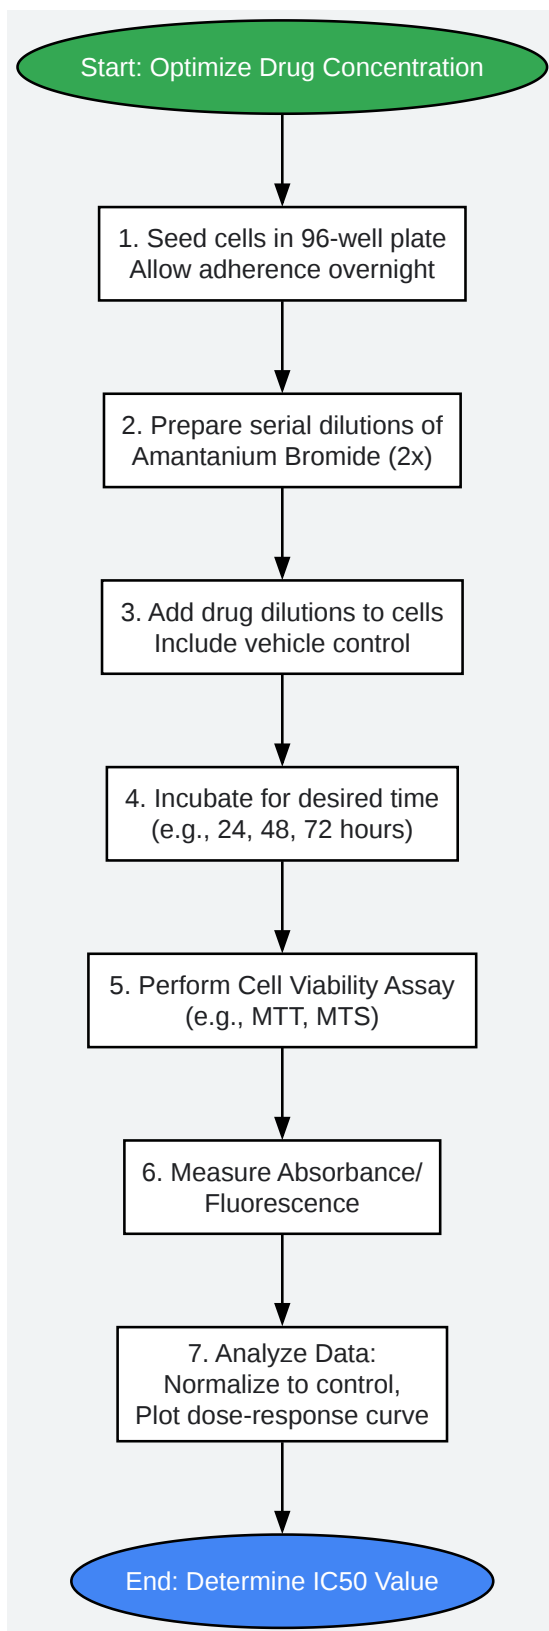 Start: Optimize Drug Concentration
1. Seed cells in 96-well plate
Allow adherence overnight
2. Prepare serial dilutions of
Amantanium Bromide (2x)
3. Add drug dilutions to cells
Include vehicle control
4. Incubate for desired time
(e.g., 24, 48, 72 hours)
5. Perform Cell Viability Assay
(e.g., MTT, MTS)
6. Measure Absorbance/
Fluorescence
7. Analyze Data:
Normalize to control,
Plot dose-response curve
End: Determine IC50 Value